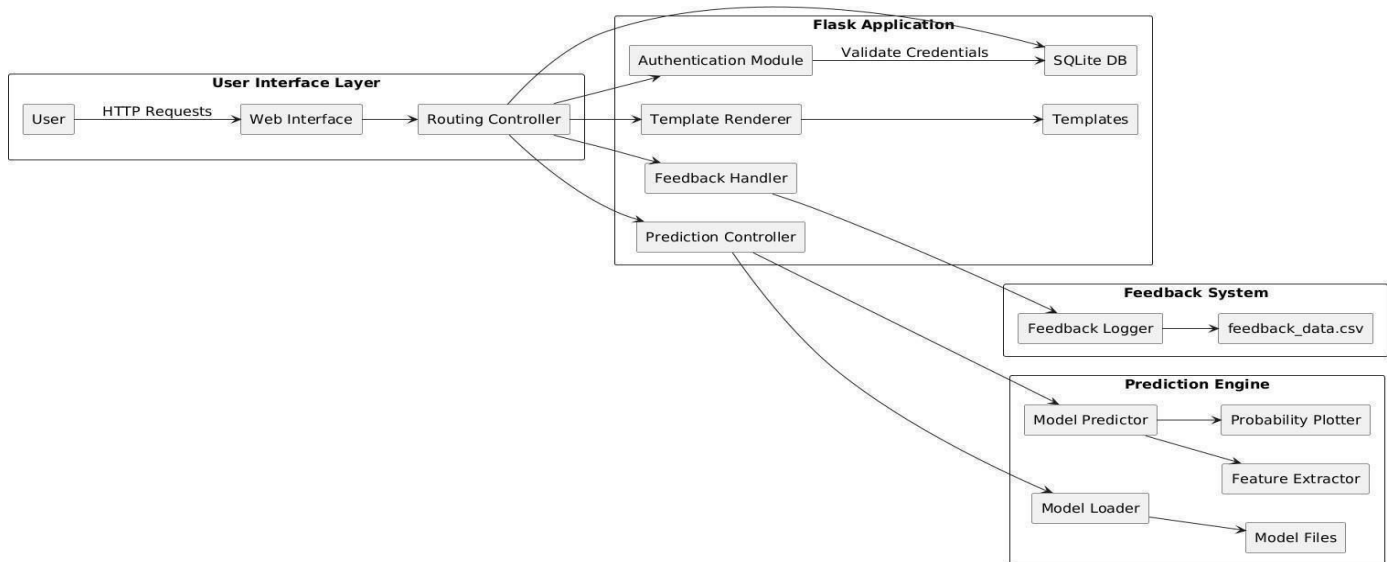 Flask Application
Authentication Module
Validate Credentials
SQLite DB
User Interface Layer
User
HTTP Requests
Web Interface
Routing Controller
Template Renderer
Templates
Feedback Handler
Prediction Controller
Feedback System
Feedback Logger
feedback_data.csv
Prediction Engine
Model Predictor
Probability Plotter
Feature Extractor
Model Loader
Model Files